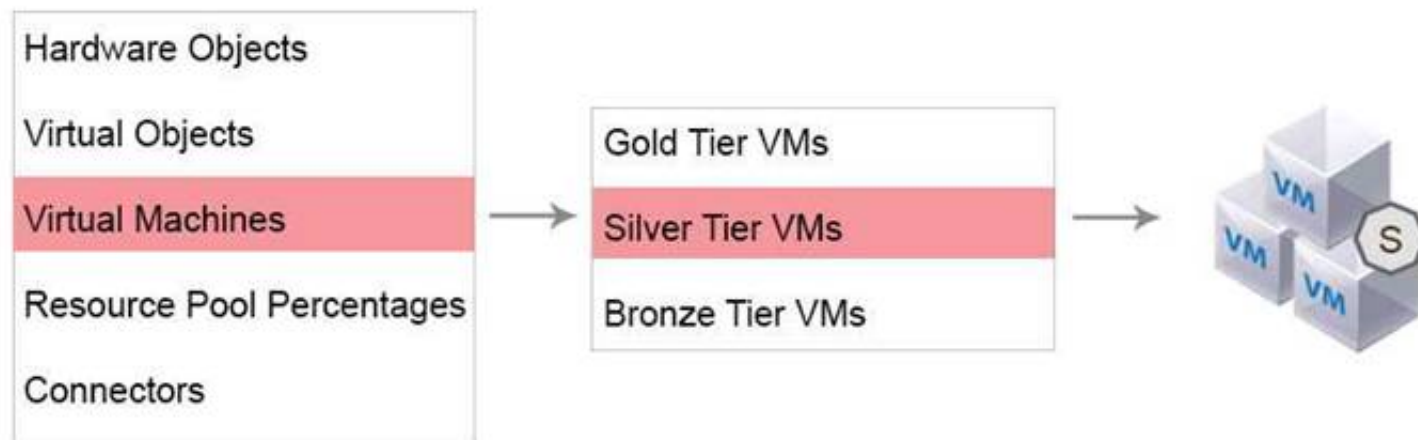 Hardware Objects
Virtual Objects
Virtual Machines
Resource Pool Percentages
Connectors
Gold Tier VMs
Silver Tier VMs
Bronze Tier VMs
VM
VM
VM
S